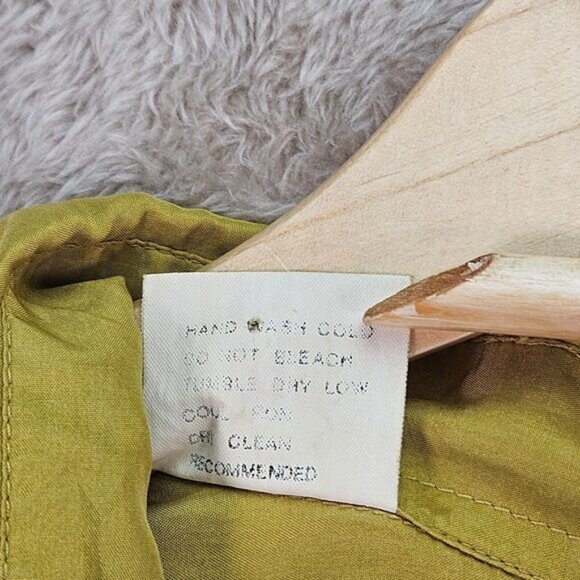 HAND WASH COLD
DO NOT BLEACH
TUMBLE DRY LOW
COOL IRON
DRY CLEAN
RECOMMENDED